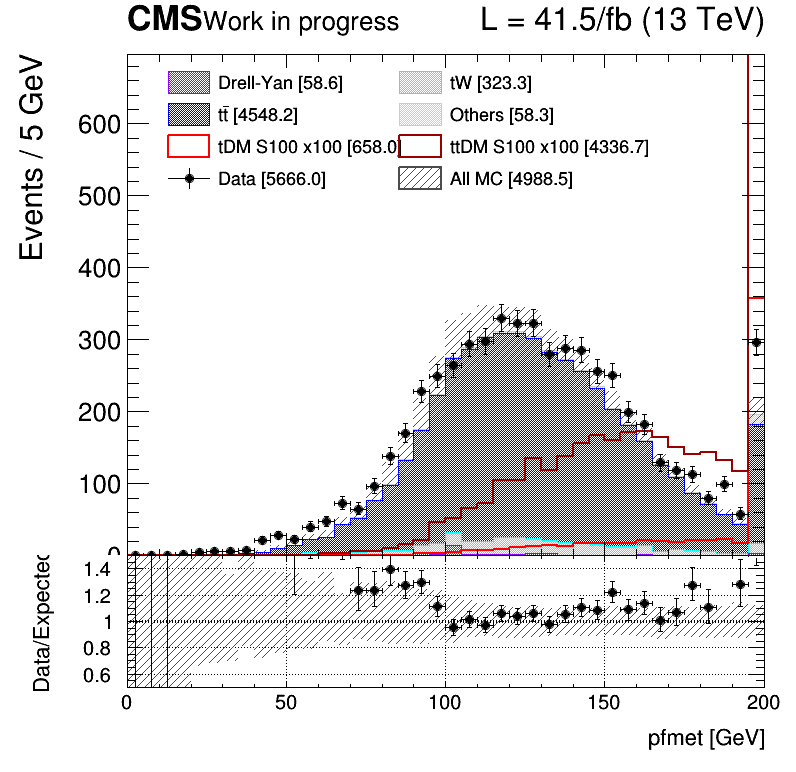 CMS Work in progress L = 41.5/fb (13 TeV)
Drell-Yan [58.6] tW [323.3]
tt̄ [4548.2] Others [58.3]
tDM S100 x100 [658.0] ttDM S100 x100 [4336.7]
Data [5666.0] All MC [4988.5]
Events / 5 GeV
600
500
400
300
200
100
0
Data/Expected
1.4
1.2
1
0.8
0.6
0 50 100 150 200
pfmet [GeV]